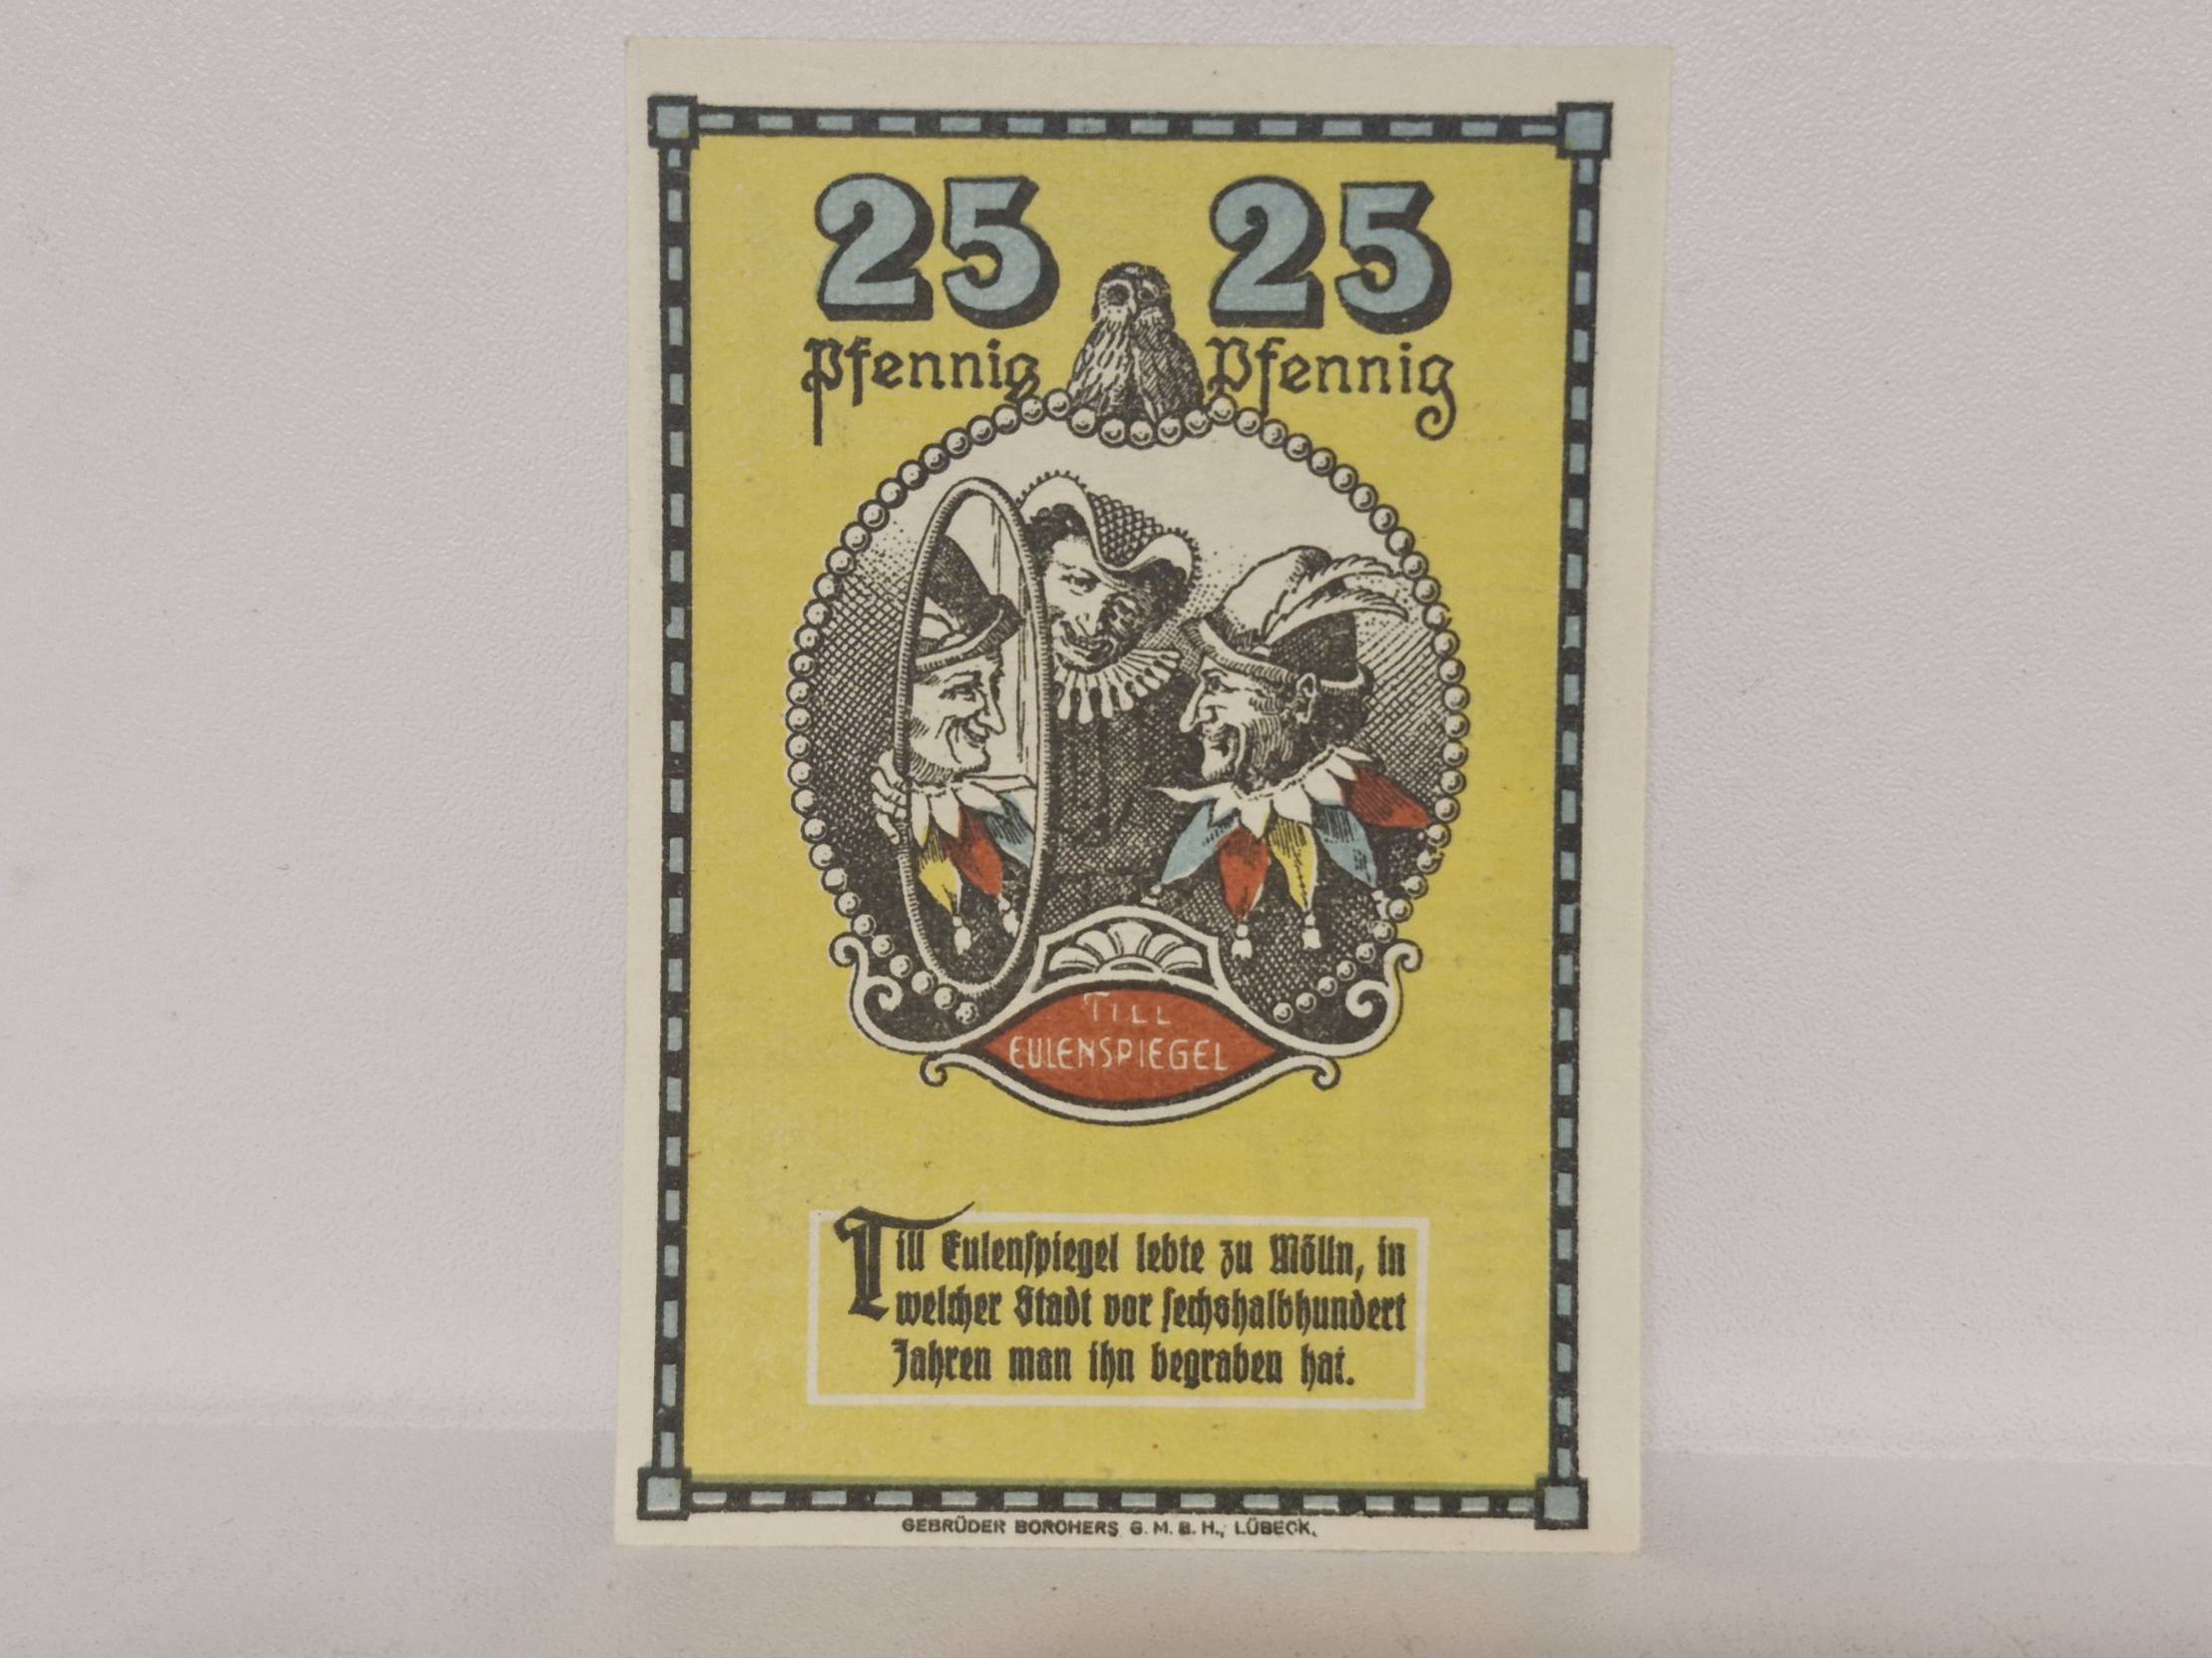 25 25
Pfennig Pfennig
TILL
EULENSPIEGEL
Till Eulenspiegel lebte zu Mölln, in
welcher Stadt vor sechshalbhundert
Jahren man ihn begraben hat.
GEBRÜDER BORCHERS G.M.B.H., LÜBECK.